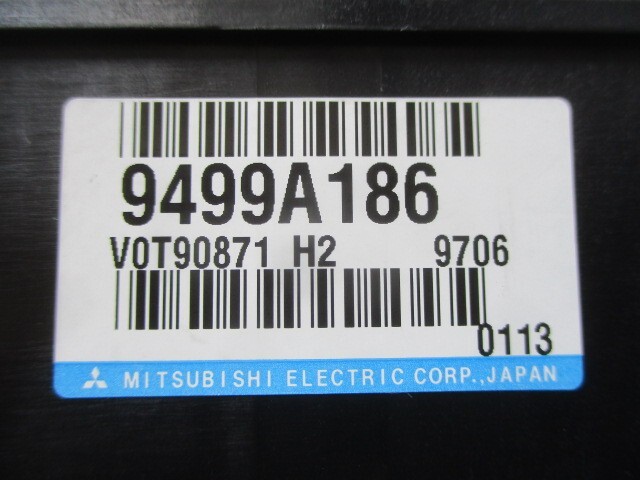 9499A186
V0T90871 H2 9706
0113
MITSUBISHI ELECTRIC CORP.,JAPAN